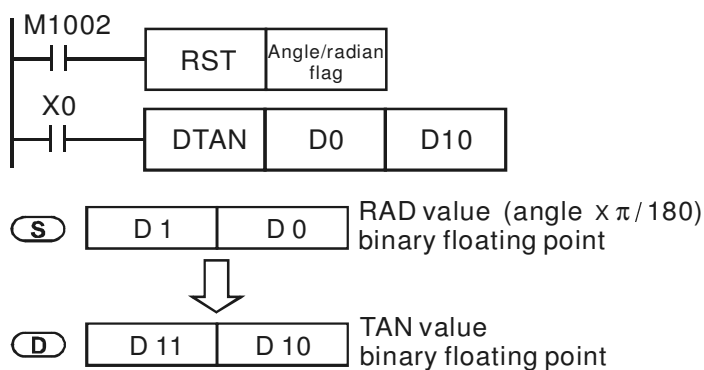 M1002
RST
Angle/radian
flag
X0
DTAN D0 D10
S D 1 D 0 RAD value (angle x π/180)
binary floating point
D D 11 D 10 TAN value
binary floating point